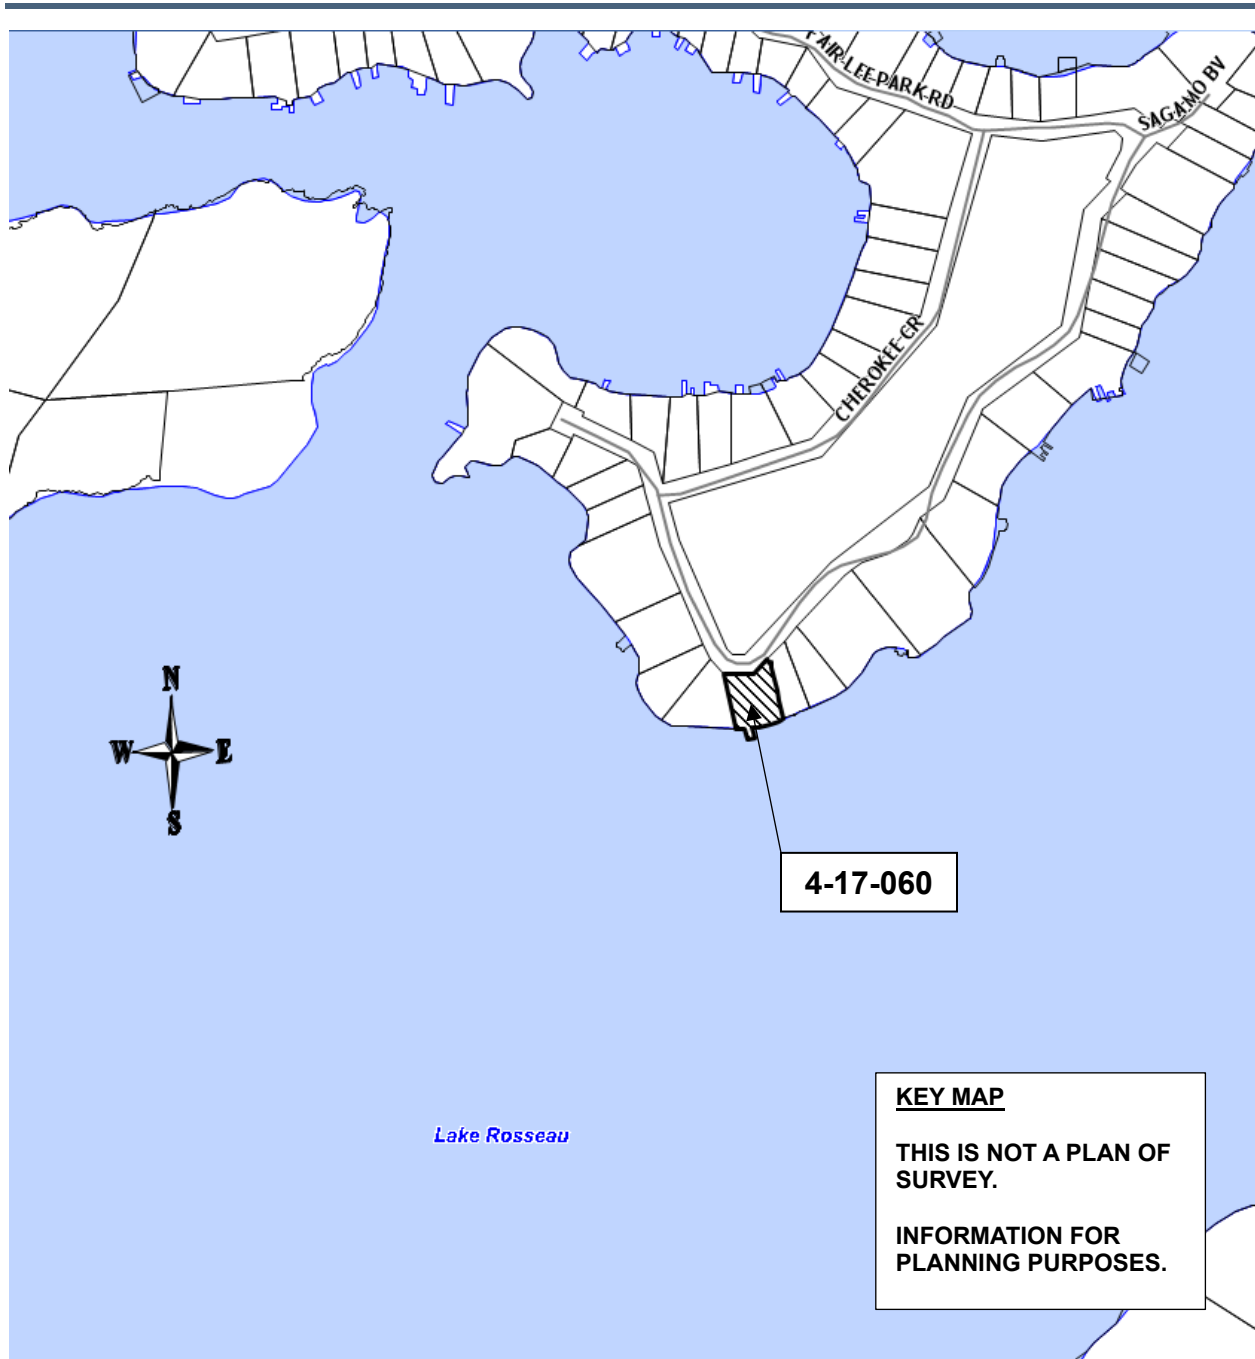 FAIR-LEE-PARK-RD
SAGAMO BV
CHEROKEE-CR
N
W E
S
4-17-060
KEY MAP
THIS IS NOT A PLAN OF
SURVEY.
INFORMATION FOR
PLANNING PURPOSES.
Lake Rosseau